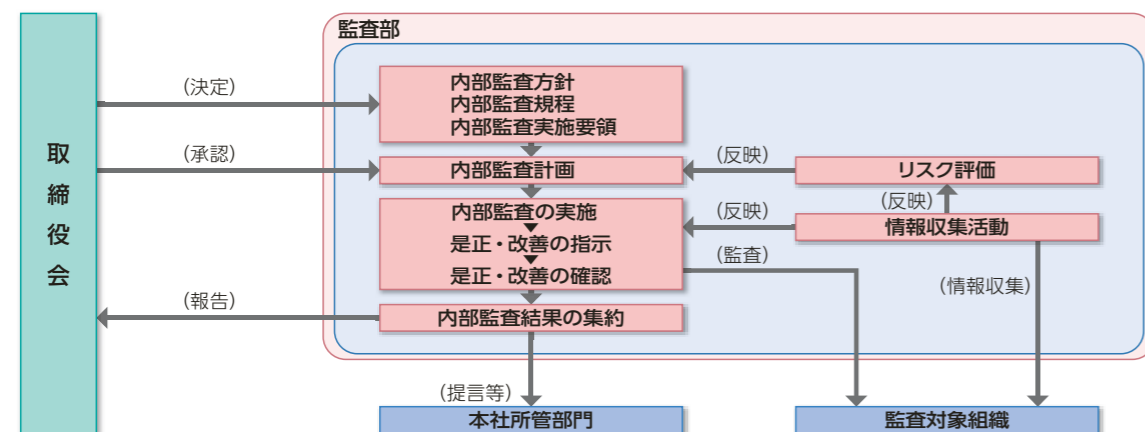 監査部
取締役会
(決定)
内部監査方針
内部監査規程
内部監査実施要領
(承認)
内部監査計画
(反映)
リスク評価
(反映)
内部監査の実施
是正・改善の指示
是正・改善の確認
(反映)
情報収集活動
(監査)
(情報収集)
(報告)
内部監査結果の集約
(提言等)
本社所管部門
監査対象組織